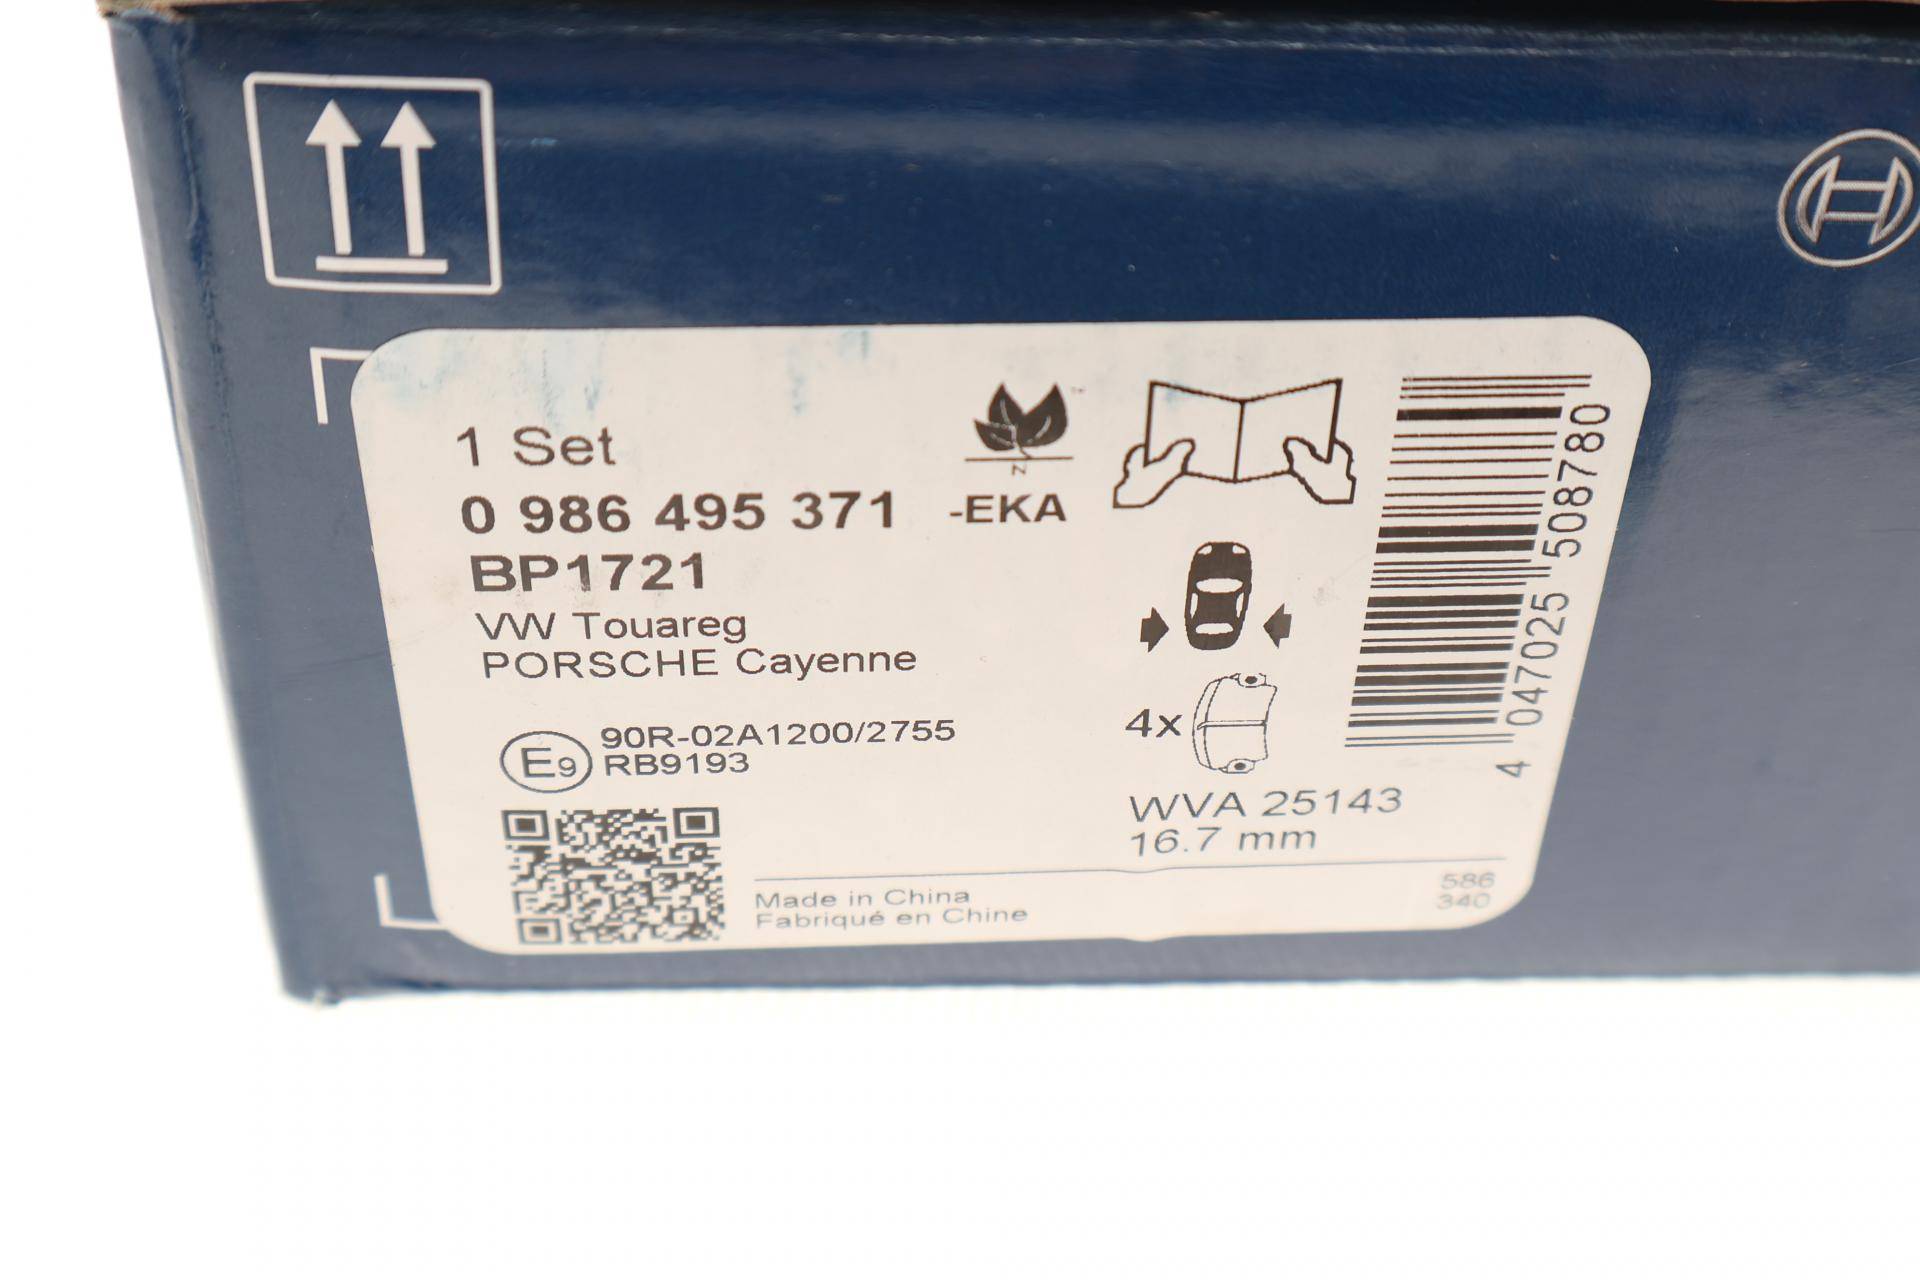 1 Set
0 986 495 371 -EKA
BP1721
VW Touareg
PORSCHE Cayenne
E9 90R-02A1200/2755
RB9193
4x
WVA 25143
16.7 mm
Made in China
Fabriqué en Chine
586
340
4 047025 508780